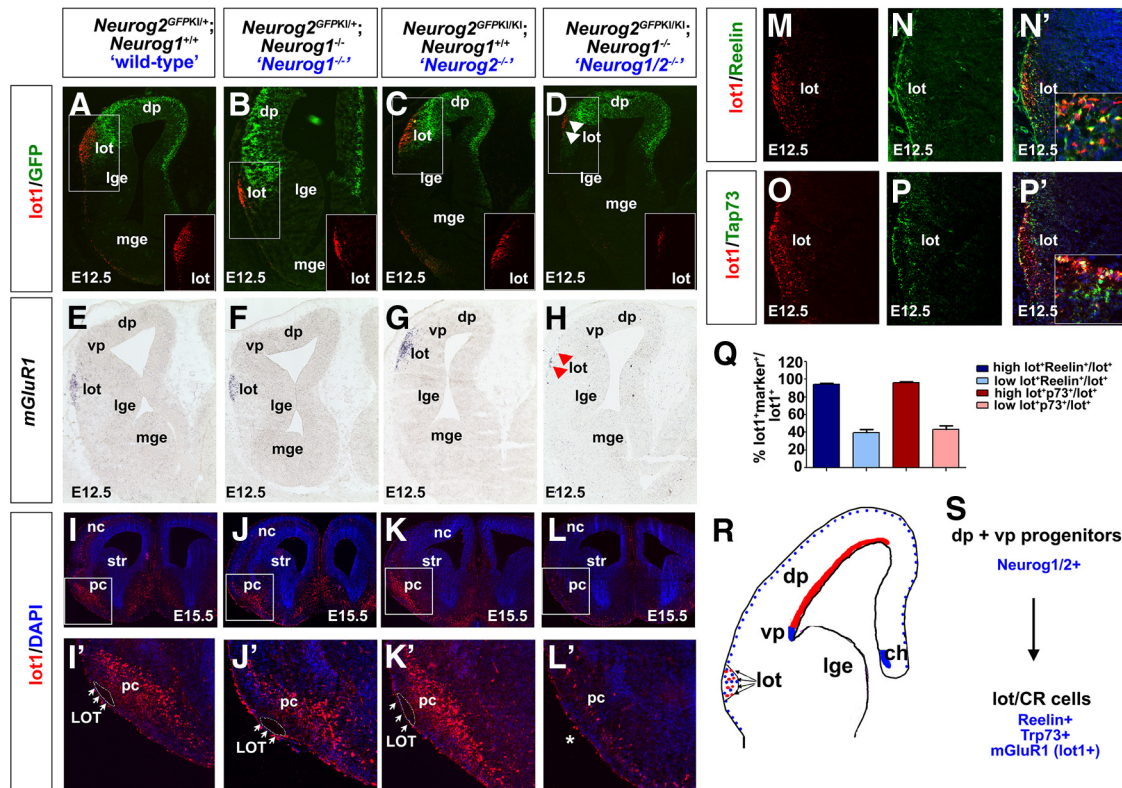 Neurog2GFPKI/+;
Neurog1+/+
'wild-type'
Neurog2GFPKI/+;
Neurog1-/-
'Neurog1-/-'
Neurog2GFPKI/KI;
Neurog1+/+
'Neurog2-/-'
Neurog2GFPKI/KI;
Neurog1-/-
'Neurog1/2-/-'
lot1/GFP
A
dp
lot
lge
mge
E12.5
lot
B
dp
lge
lot
mge
E12.5
lot
C
dp
lot
lge
mge
E12.5
lot
D
dp
lot
lge
mge
E12.5
lot
mGluR1
E
dp
vp
lot
lge
mge
E12.5
F
dp
vp
lot
lge
mge
E12.5
G
dp
vp
lot
lge
mge
E12.5
H
dp
vp
lot
lge
mge
E12.5
lot1/DAPI
I
nc
str
pc
E15.5
J
nc
str
pc
E15.5
K
nc
str
pc
E15.5
L
nc
str
pc
E15.5
I'
pc
LOT
J'
pc
LOT
K'
pc
LOT
L'
pc
*
lot1/Reelin
M
lot
E12.5
N
lot
E12.5
N'
lot
E12.5
lot1/Tap73
O
lot
E12.5
P
lot
E12.5
P'
lot
E12.5
Q
% lot1+marker+/
lot1+
120
80
60
40
20
0
high lot+Reelin+/lot+
low lot+Reelin+/lot+
high lot+p73+/lot+
low lot+p73+/lot+
R
dp
vp
ch
lge
lot
S
dp + vp progenitors
Neurog1/2+
lot/CR cells
Reelin+
Trp73+
mGluR1 (lot1+)